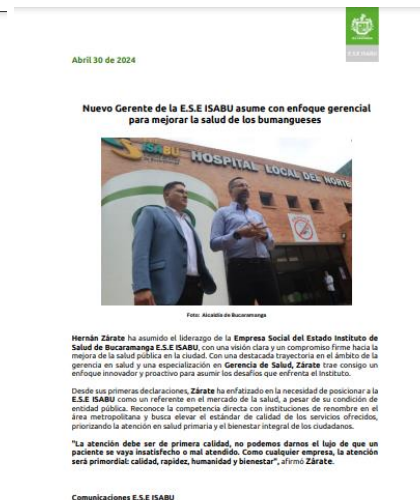 E.S.E ISABU
Abril 30 de 2024
Nuevo Gerente de la E.S.E ISABU asume con enfoque gerencial
para mejorar la salud de los bumangueses
ISABU
HOSPITAL LOCAL DEL NORTE
Foto: Alcaldía de Bucaramanga
Hernán Zárate ha asumido el liderazgo de la Empresa Social del Estado Instituto de
Salud de Bucaramanga E.S.E ISABU, con una visión clara y un compromiso firme hacia la
mejora de la salud pública en la ciudad. Con una destacada trayectoria en el ámbito de la
gerencia en salud y una especialización en Gerencia de Salud, Zárate trae consigo un
enfoque innovador y proactivo para asumir los desafíos que enfrenta el Instituto.
Desde sus primeras declaraciones, Zárate ha enfatizado en la necesidad de posicionar a la
E.S.E ISABU como un referente en el mercado de la salud, a pesar de su condición de
entidad pública. Reconoce la competencia directa con instituciones de renombre en el
área metropolitana y busca elevar el estándar de calidad de los servicios ofrecidos,
priorizando la atención en salud primaria y el bienestar integral de los ciudadanos.
"La atención debe ser de primera calidad, no podemos darnos el lujo de que un
paciente se vaya insatisfecho o mal atendido. Como cualquier empresa, la atención
será primordial: calidad, rapidez, humanidad y bienestar", afirmó Zárate.
Comunicaciones E.S.E ISABU